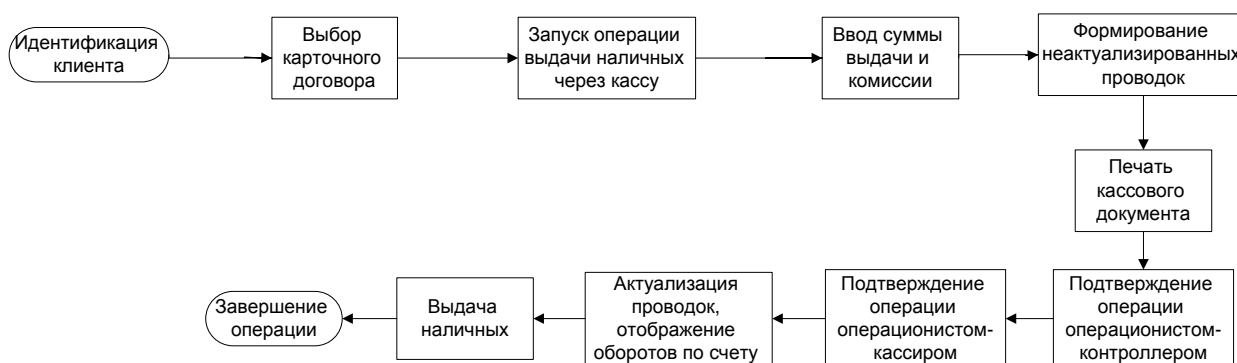 Идентификация
клиента
Выбор
карточного
договора
Запуск операции
выдачи наличных
через кассу
Ввод суммы
выдачи и
комиссии
Формирование
неактуализированных
проводок
Печать
кассового
документа
Подтверждение
операции
операционистом-
контроллером
Подтверждение
операции
операционистом-
кассиром
Актуализация
проводок,
отображение
оборотов по счету
Выдача
наличных
Завершение
операции